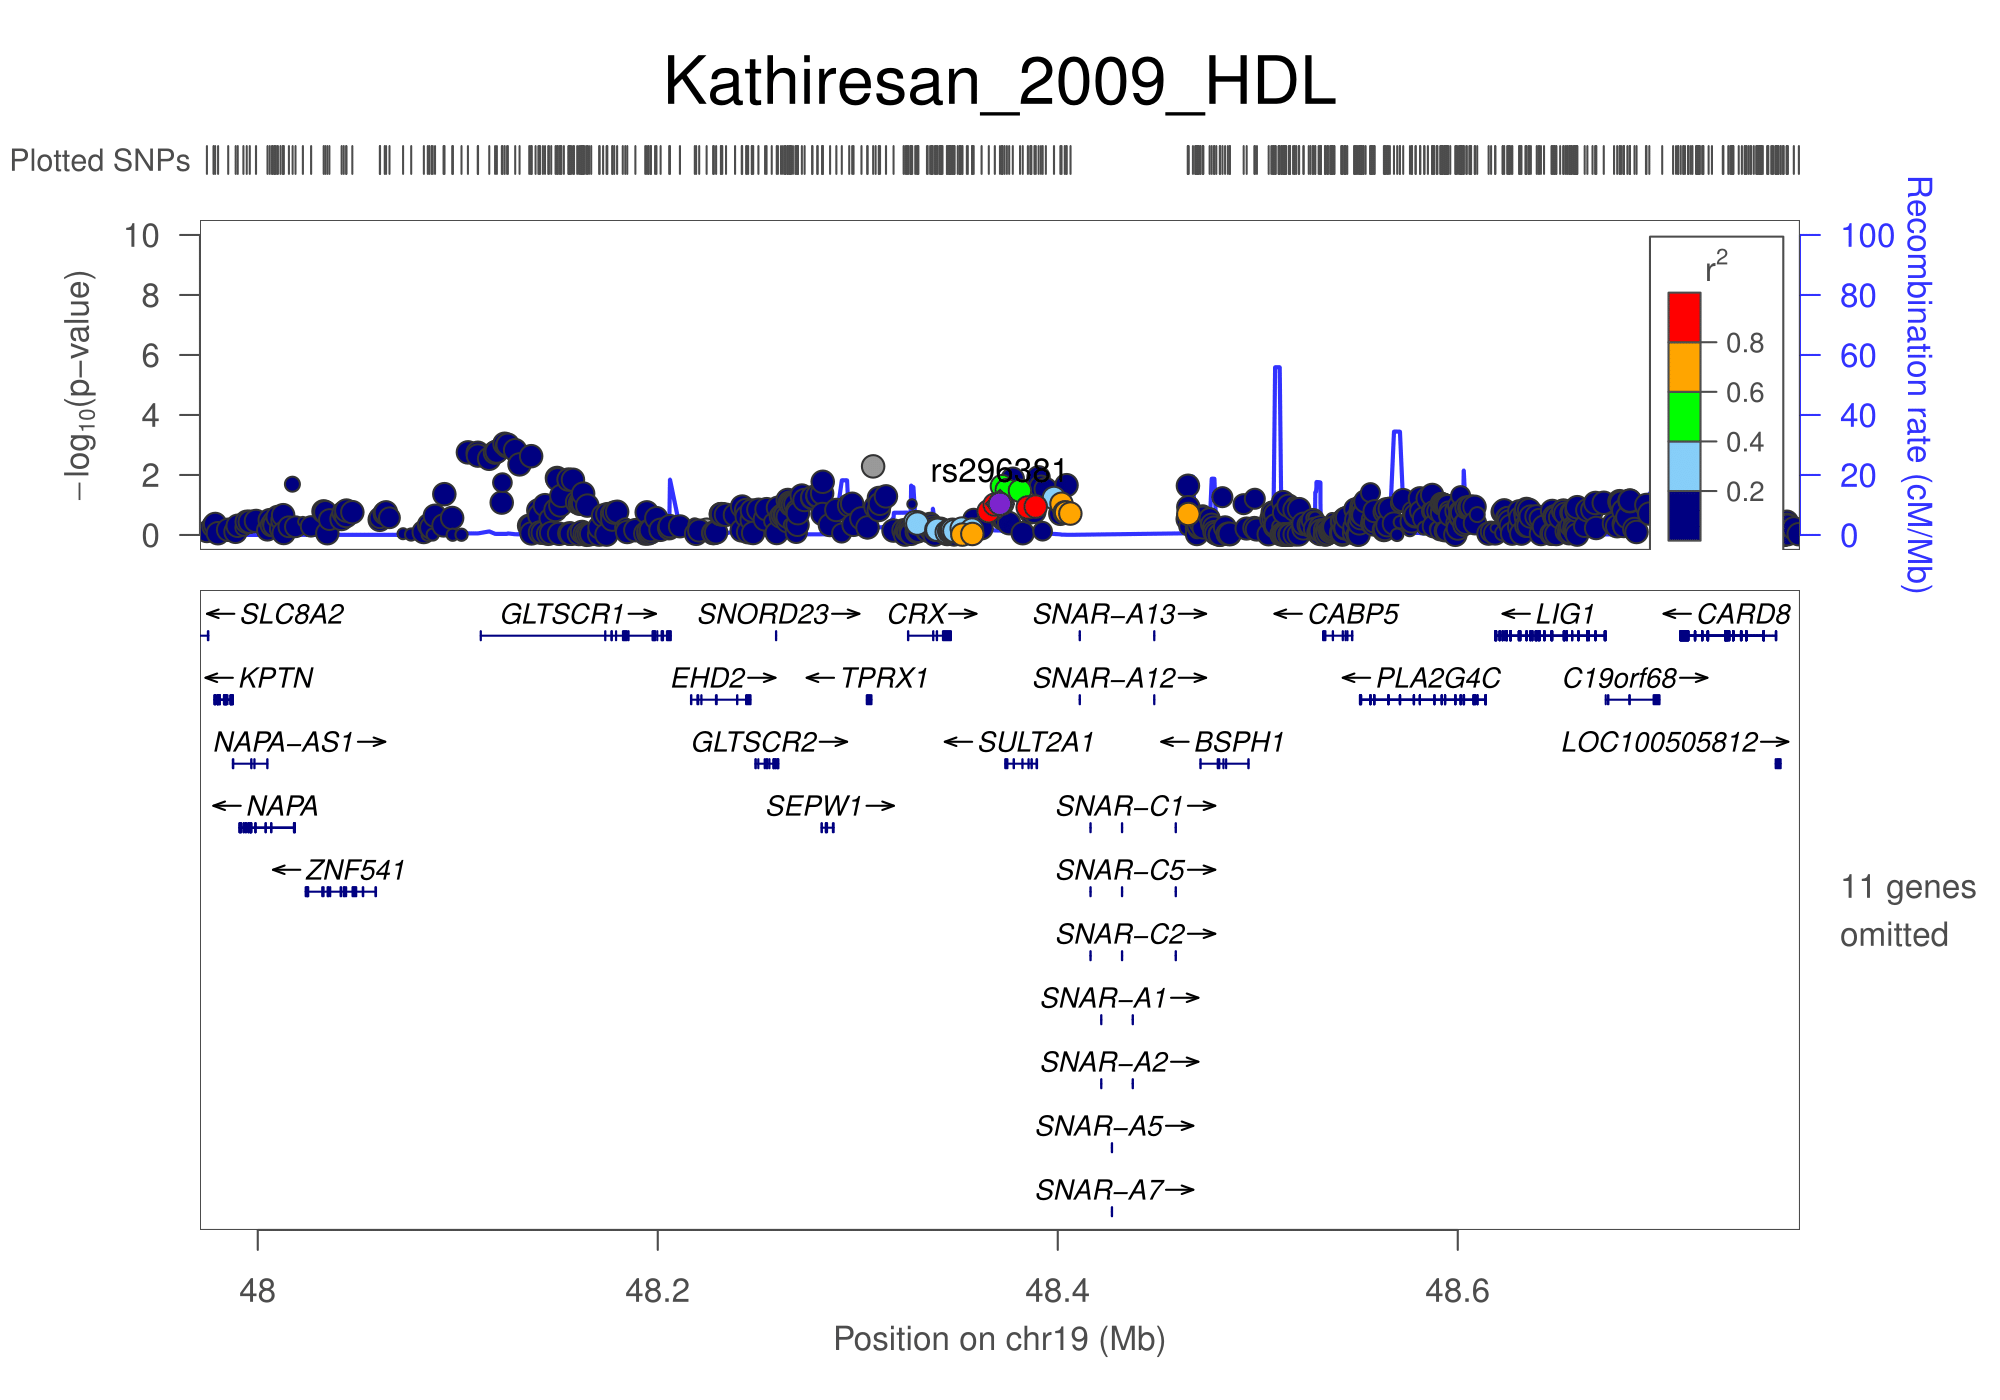 Kathiresan_2009_HDL
Plotted SNPs
10
8
6
4
2
0
−log10(p−value)
100
80
60
40
20
0
Recombination rate (cM/Mb)
r2
0.8
0.6
0.4
0.2
rs296381
SLC8A2
GLTSCR1
SNORD23
CRX
SNAR−A13
CABP5
LIG1
CARD8
KPTN
EHD2
TPRX1
SNAR−A12
PLA2G4C
C19orf68
NAPA−AS1
GLTSCR2
SULT2A1
BSPH1
LOC100505812
NAPA
SEPW1
SNAR−C1
ZNF541
SNAR−C5
SNAR−C2
SNAR−A1
SNAR−A2
SNAR−A5
SNAR−A7
11 genes
omitted
48
48.2
48.4
48.6
Position on chr19 (Mb)